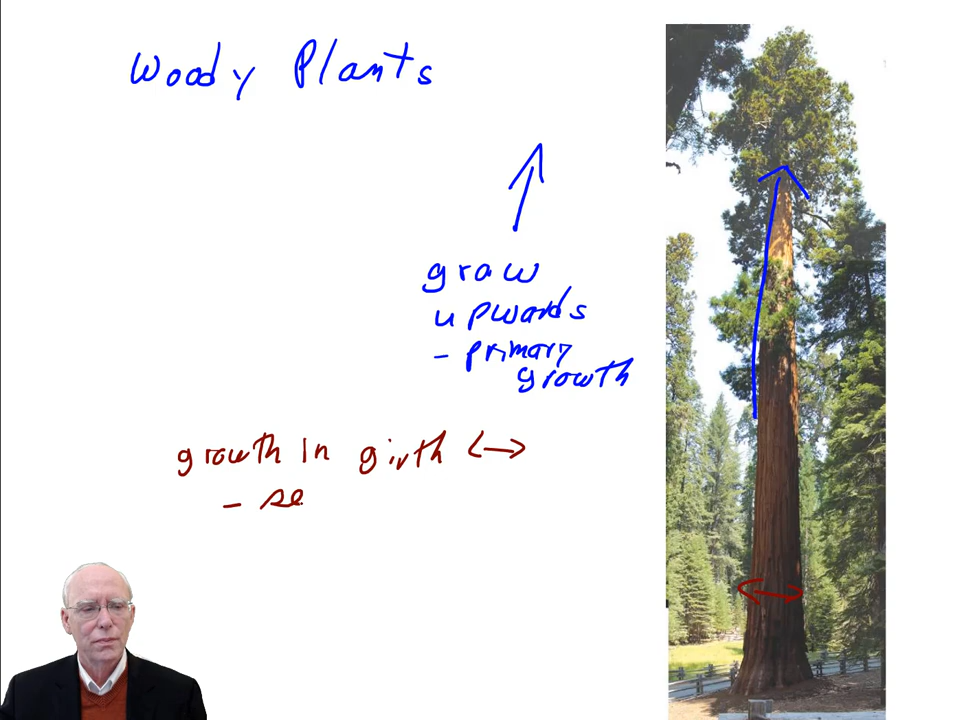 Woody Plants
grow
upwards
- primary
growth
growth in girth <->
- se